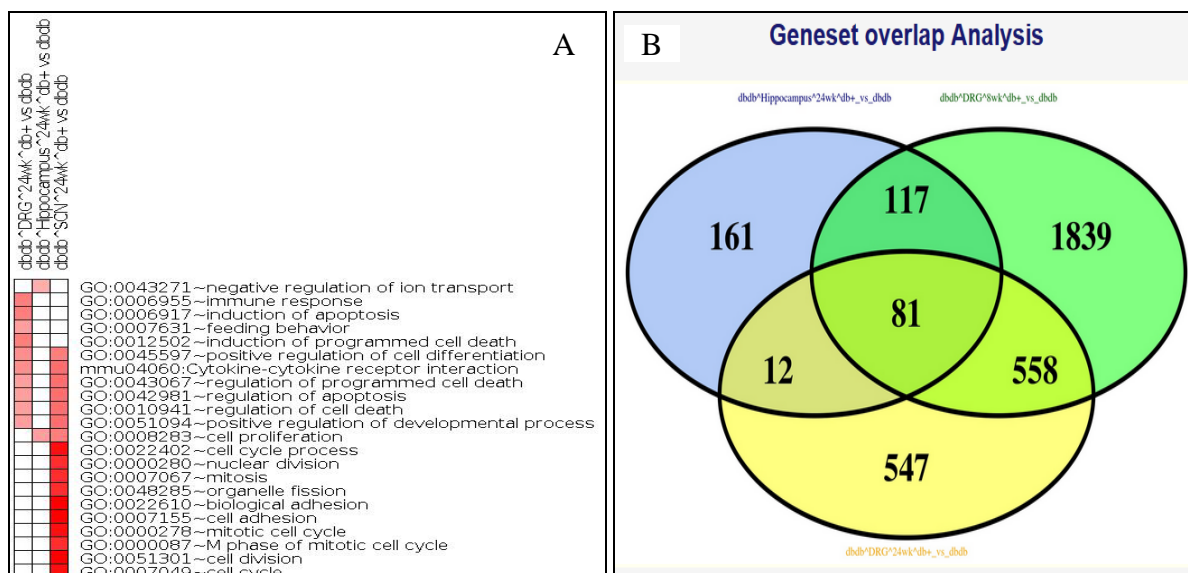 A
dbdb^DRG^24wk^db+ vs dbdb
dbdb^Hippocampus^24wk^db+ vs dbdb
dbdb^SCN^24wk^db+ vs dbdb
GO:0043271~negative regulation of ion transport
GO:0006955~immune response
GO:0006917~induction of apoptosis
GO:0007631~feeding behavior
GO:0012502~induction of programmed cell death
GO:0045597~positive regulation of cell differentiation
mmu04060:Cytokine-cytokine receptor interaction
GO:0043067~regulation of programmed cell death
GO:0042981~regulation of apoptosis
GO:0010941~regulation of cell death
GO:0051094~positive regulation of developmental process
GO:0008283~cell proliferation
GO:0022402~cell cycle process
GO:0000280~nuclear division
GO:0007067~mitosis
GO:0048285~organelle fission
GO:0022610~biological adhesion
GO:0007155~cell adhesion
GO:0000278~mitotic cell cycle
GO:0000087~M phase of mitotic cell cycle
GO:0051301~cell division
GO:0007049~cell cycle
B
Geneset overlap Analysis
dbdb^Hippocampus^24wk^db+_vs_dbdb
dbdb^DRG^8wk^db+_vs_dbdb
117
161
1839
81
12
558
547
dbdb^DRG^24wk^db+_vs_dbdb